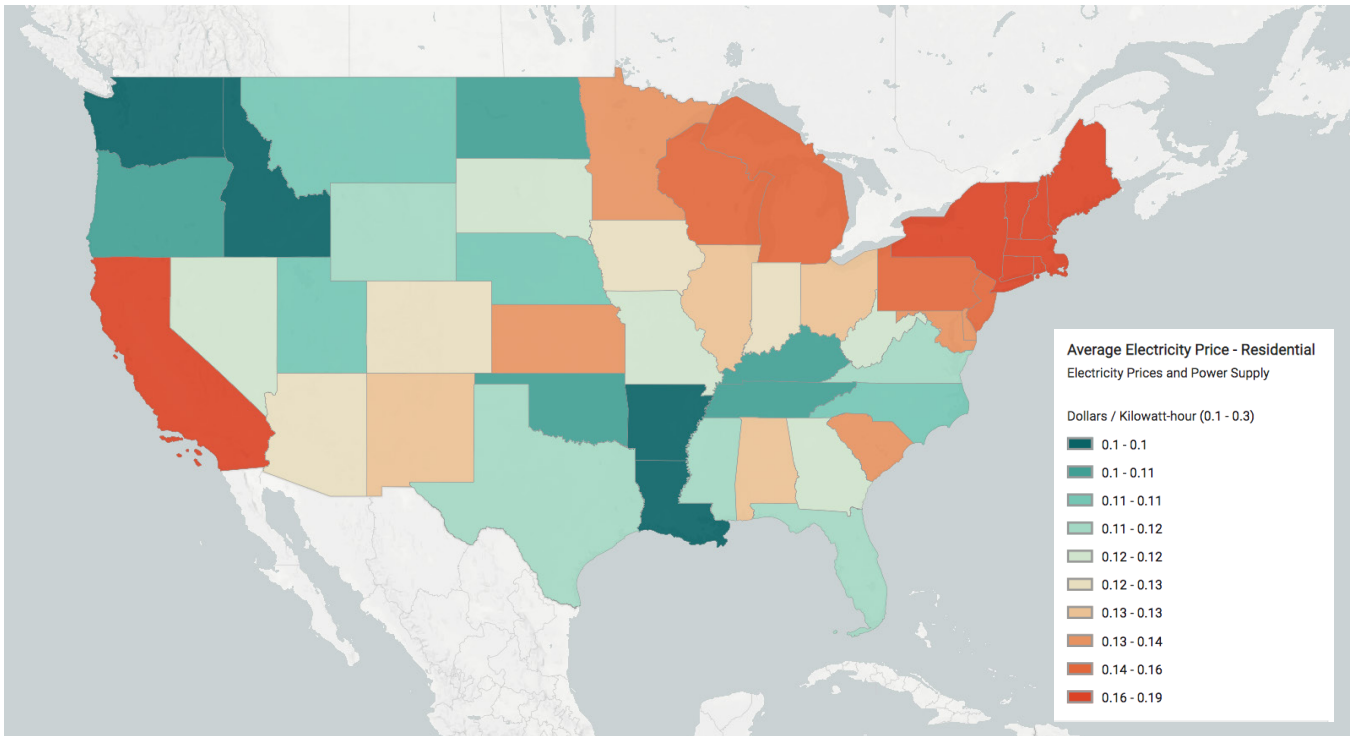 Average Electricity Price - Residential
Electricity Prices and Power Supply
Dollars / Kilowatt-hour (0.1 - 0.3)
0.1 - 0.1
0.1 - 0.11
0.11 - 0.11
0.11 - 0.12
0.12 - 0.12
0.12 - 0.13
0.13 - 0.13
0.13 - 0.14
0.14 - 0.16
0.16 - 0.19